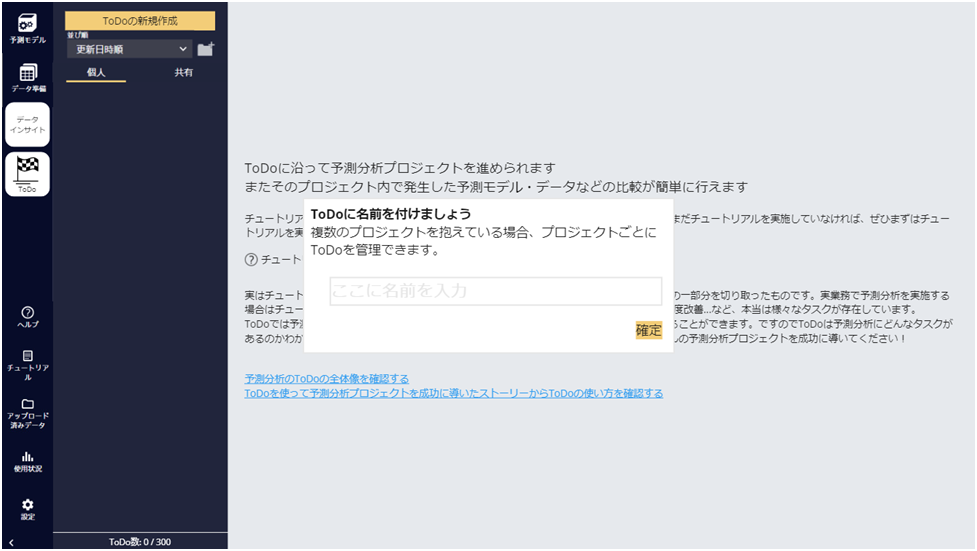 予測モデル
データ準備
データ
インサイト
ToDo
ヘルプ
チュートリア
ル
アップロード
済みデータ
使用状況
設定
ToDoの新規作成
並び順
更新日時順
個人
共有
ToDo数: 0 / 300
ToDoに沿って予測分析プロジェクトを進められます
またそのプロジェクト内で発生した予測モデル・データなどの比較が簡単に行えます
チュートリア
まだチュートリアルを実施していなければ、ぜひまずはチュー
トリアルを実
? チュート
実はチュート
の一部分を切り取ったものです。実業務で予測分析を実施する
場合はチュー
度改善...など、本当は様々なタスクが存在しています。
ToDoでは予測
ることができます。ですのでToDoは予測分析にどんなタスクが
あるのかわか
しの予測分析プロジェクトを成功に導いてください！
ToDoに名前を付けましょう
複数のプロジェクトを抱えている場合、プロジェクトごとに
ToDoを管理できます。
ここに名前を入力
確定
予測分析のToDoの全体像を確認する
ToDoを使って予測分析プロジェクトを成功に導いたストーリーからToDoの使い方を確認する